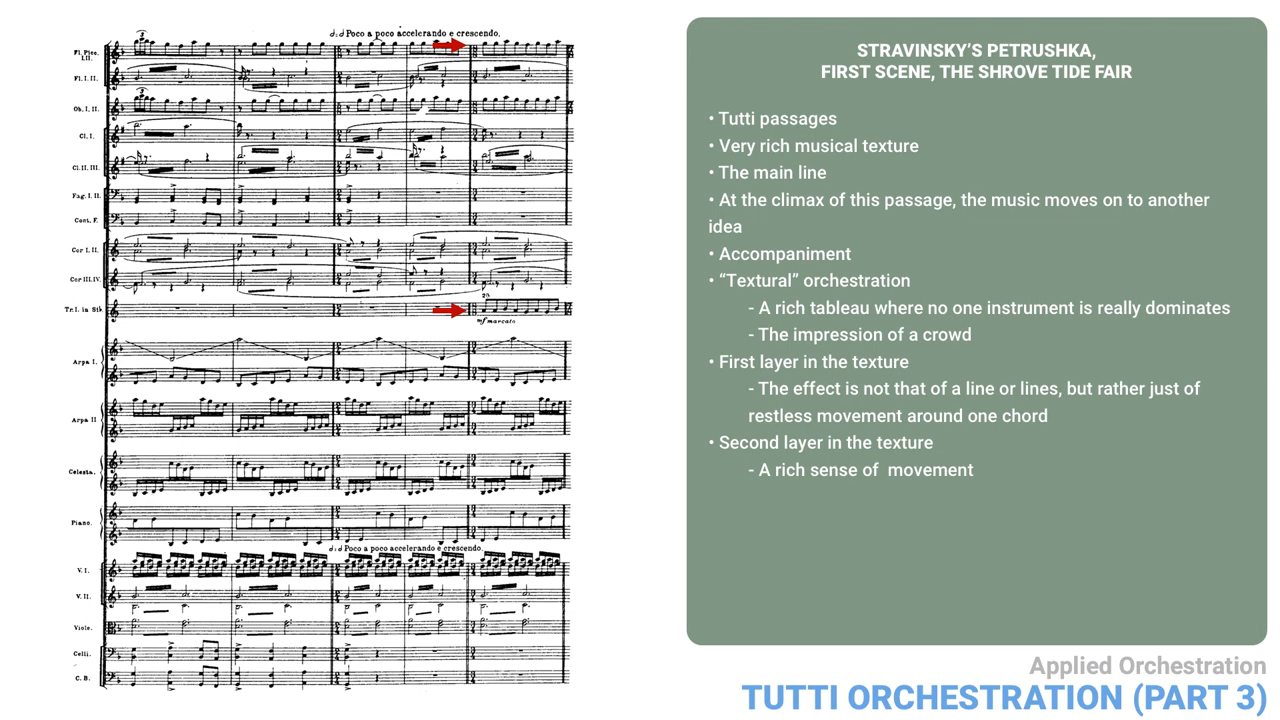 ♩=♩ Poco a poco accelerando e crescendo.
Fl. Picc.
I.II.
Fl. I. II.
Ob. I. II.
Cl. I.
Cl. II. III.
Fag. I. II.
Cont. F.
Cor I. II.
Cor III. IV.
Tr. I. in Sib
mf marcato
Arpa I.
Arpa II
Celesta.
Piano.
Poco a poco accelerando e crescendo.
V. I.
V. II.
Viole.
Celli.
C. B.
STRAVINSKY’S PETRUSHKA,
FIRST SCENE, THE SHROVE TIDE FAIR
• Tutti passages
• Very rich musical texture
• The main line
• At the climax of this passage, the music moves on to another
idea
• Accompaniment
• “Textural” orchestration
- A rich tableau where no one instrument is really dominates
- The impression of a crowd
• First layer in the texture
- The effect is not that of a line or lines, but rather just of
restless movement around one chord
• Second layer in the texture
- A rich sense of movement
Applied Orchestration
TUTTI ORCHESTRATION (PART 3)